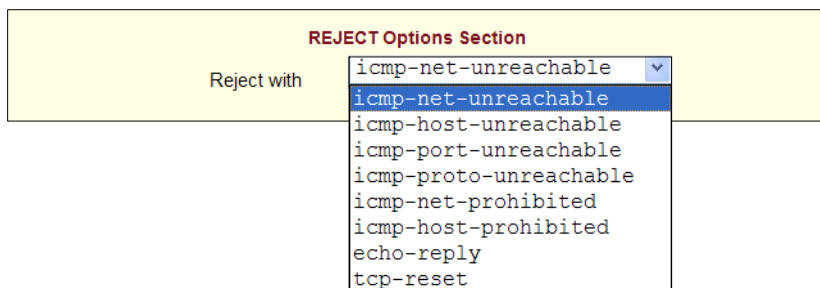 REJECT Options Section
Reject with icmp-net-unreachable
icmp-net-unreachable
icmp-host-unreachable
icmp-port-unreachable
icmp-proto-unreachable
icmp-net-prohibited
icmp-host-prohibited
echo-reply
tcp-reset